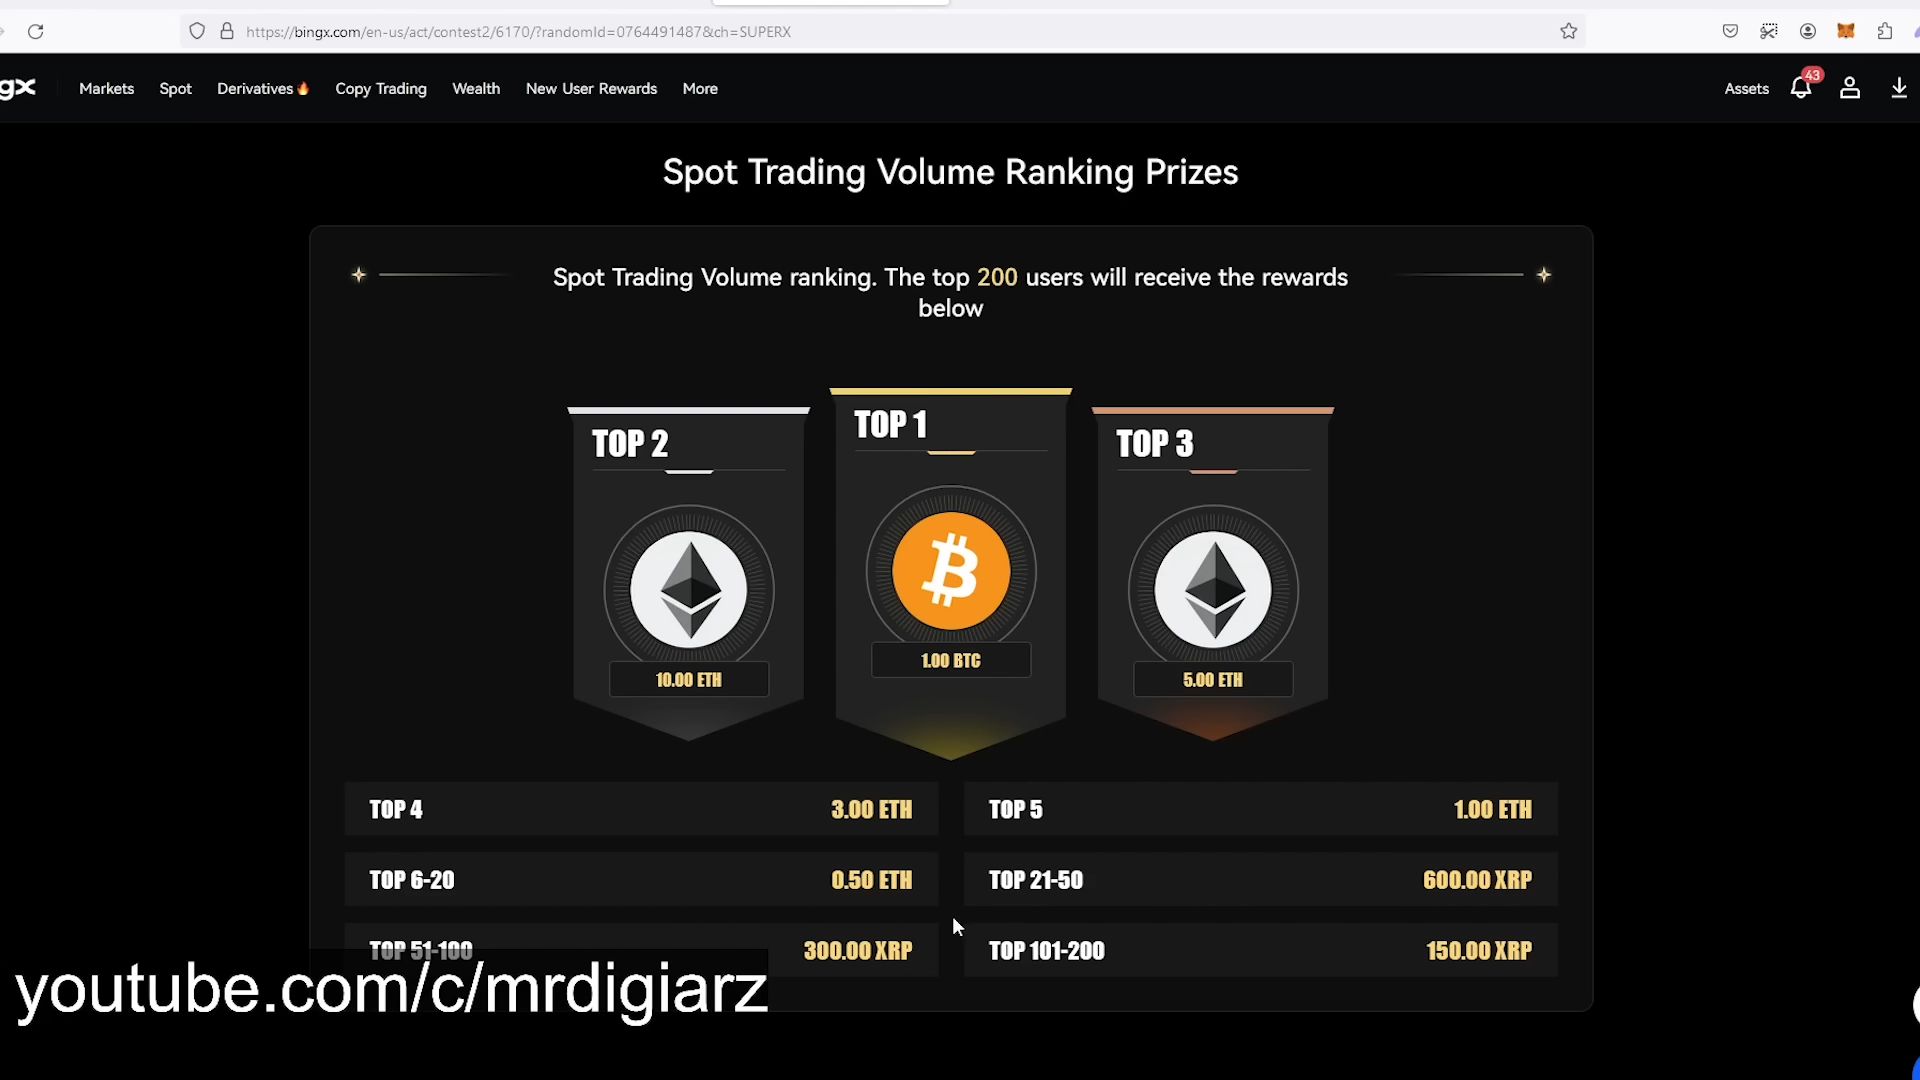 https://bingx.com/en-us/act/contest2/6170/?randomId=0764491487&ch=SUPERX
gX Markets Spot Derivatives Copy Trading Wealth New User Rewards More Assets 43
Spot Trading Volume Ranking Prizes
Spot Trading Volume ranking. The top 200 users will receive the rewards
below
TOP 2
10.00 ETH
TOP 1
1.00 BTC
TOP 3
5.00 ETH
TOP 4 3.00 ETH
TOP 5 1.00 ETH
TOP 6-20 0.50 ETH
TOP 21-50 600.00 XRP
TOP 51-100 300.00 XRP
TOP 101-200 150.00 XRP
youtube.com/c/mrdigiarz